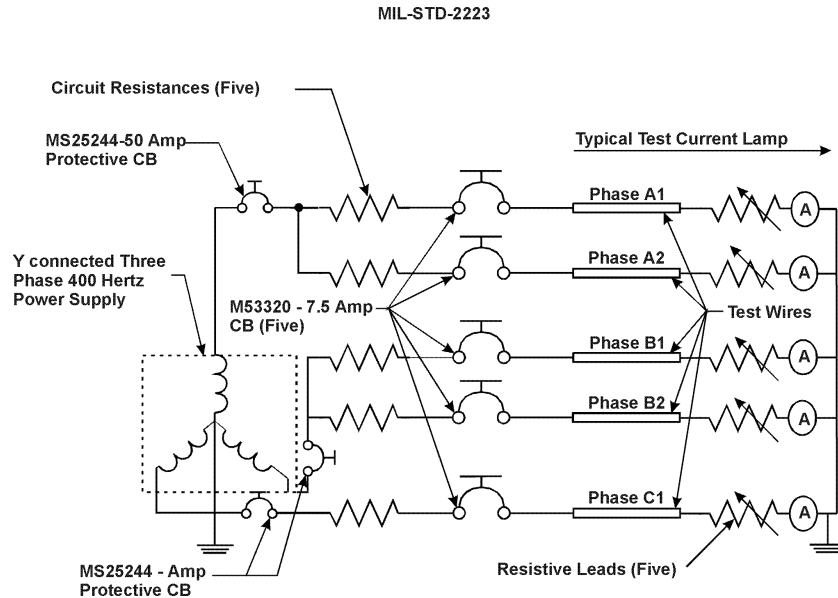 MIL-STD-2223
Circuit Resistances (Five)
MS25244-50 Amp
Protective CB
Typical Test Current Lamp
Phase A1
A
Y connected Three
Phase 400 Hertz
Power Supply
Phase A2
A
M53320 - 7.5 Amp
CB (Five)
Test Wires
Phase B1
A
Phase B2
A
Phase C1
A
MS25244 - Amp
Protective CB
Resistive Leads (Five)